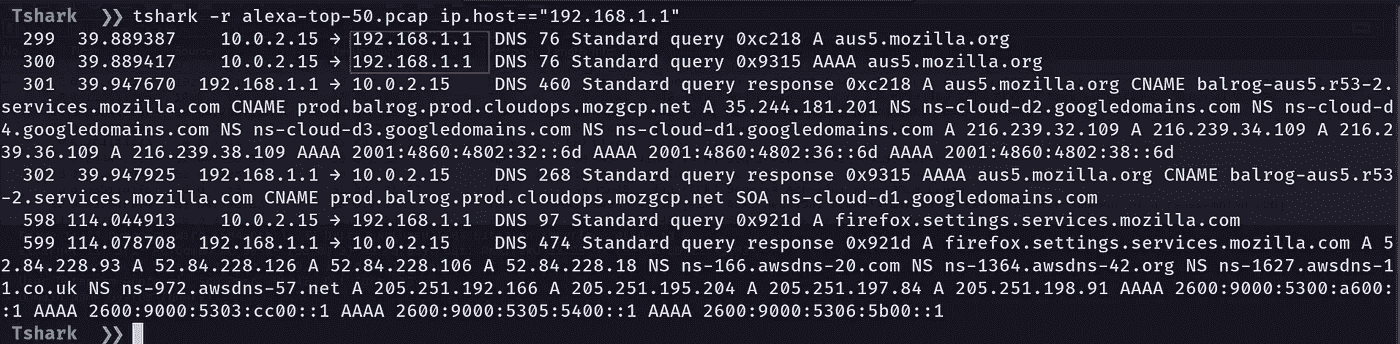 Tshark ❯❯ tshark -r alexa-top-50.pcap ip.host=="192.168.1.1"
299 39.889387 10.0.2.15 → 192.168.1.1 DNS 76 Standard query 0xc218 A aus5.mozilla.org
300 39.889417 10.0.2.15 → 192.168.1.1 DNS 76 Standard query 0x9315 AAAA aus5.mozilla.org
301 39.947670 192.168.1.1 → 10.0.2.15 DNS 460 Standard query response 0xc218 A aus5.mozilla.org CNAME balrog-aus5.r53-2.
services.mozilla.com CNAME prod.balrog.prod.cloudops.mozgcp.net A 35.244.181.201 NS ns-cloud-d2.googledomains.com NS ns-cloud-d
4.googledomains.com NS ns-cloud-d3.googledomains.com NS ns-cloud-d1.googledomains.com A 216.239.32.109 A 216.239.34.109 A 216.2
39.36.109 A 216.239.38.109 AAAA 2001:4860:4802:32::6d AAAA 2001:4860:4802:36::6d AAAA 2001:4860:4802:38::6d
302 39.947925 192.168.1.1 → 10.0.2.15 DNS 268 Standard query response 0x9315 AAAA aus5.mozilla.org CNAME balrog-aus5.r53
-2.services.mozilla.com CNAME prod.balrog.prod.cloudops.mozgcp.net SOA ns-cloud-d1.googledomains.com
598 114.044913 10.0.2.15 → 192.168.1.1 DNS 97 Standard query 0x921d A firefox.settings.services.mozilla.com
599 114.078708 192.168.1.1 → 10.0.2.15 DNS 474 Standard query response 0x921d A firefox.settings.services.mozilla.com A 5
2.84.228.93 A 52.84.228.126 A 52.84.228.106 A 52.84.228.18 NS ns-166.awsdns-20.com NS ns-1364.awsdns-42.org NS ns-1627.awsdns-1
1.co.uk NS ns-972.awsdns-57.net A 205.251.192.166 A 205.251.195.204 A 205.251.197.84 A 205.251.198.91 AAAA 2600:9000:5300:a600:
:1 AAAA 2600:9000:5303:cc00::1 AAAA 2600:9000:5305:5400::1 AAAA 2600:9000:5306:5b00::1
Tshark ❯❯